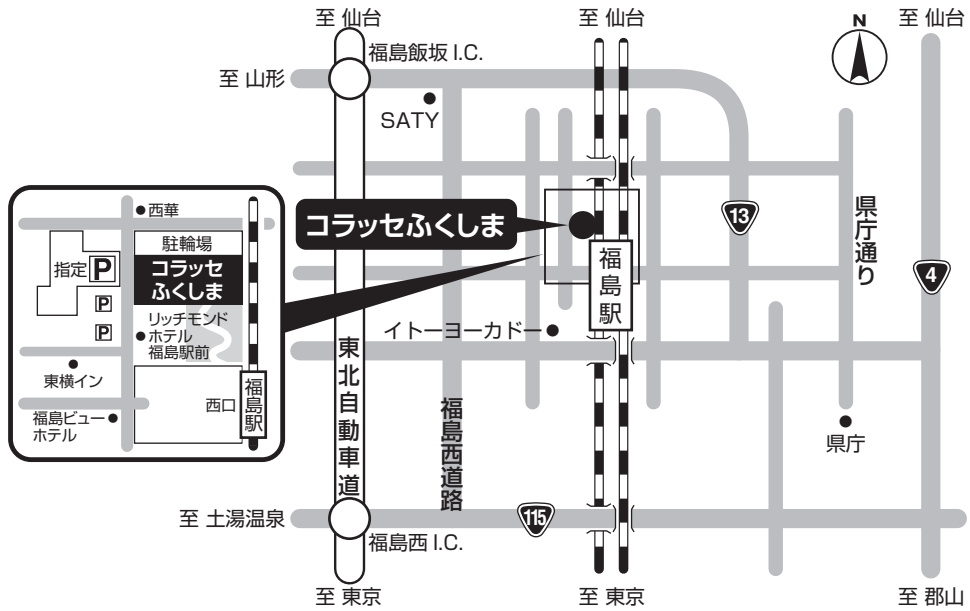 至 仙台
至 仙台
至 仙台
N
福島飯坂 I.C.
至 山形
SATY
13
県庁通り
4
コラッセふくしま
福島駅
イトーヨーカドー
東北自動車道
福島西道路
県庁
至 土湯温泉
115
福島西 I.C.
至 東京
至 東京
至 郡山
西華
駐輪場
指定 P
コラッセ
ふくしま
P
P
リッチモンド
ホテル
福島駅前
東横イン
西口
福島駅
福島ビュー
ホテル